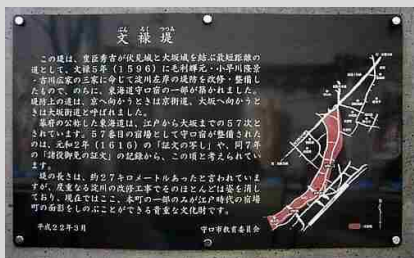 ぶん ろく つつみ
文禄堤
この堤は、豊臣秀吉が伏見城と大坂城を結ぶ最短距離の
道として、文禄5年（1596）に毛利輝元・小早川隆景
・吉川広家の三家に命じて淀川左岸の堤防を改修・整備し
たもので、のちに、東海道守口宿の一部が築かれました。
堤防上の道は、京へ向かうときは京街道、大坂へ向かうと
きは大坂街道と呼ばれました。
幕府の公称した東海道は、江戸から大坂までの57次と
されています。57番目の宿場として守口宿が整備された
のは、元和2年（1616）の「証文の写し」や、同7年
の「諸役御免の証文」の記録から、この頃と考えられてい
ます。
堤の長さは、約27キロメートルあったと言われていま
すが、度重なる淀川の改修工事でそのほとんどは姿を消し
ており、現在ではここ、本町の一部のみが江戸時代の宿場
町の面影をしのぶことができる貴重な文化財です。
平成22年3月
守口市教育委員会